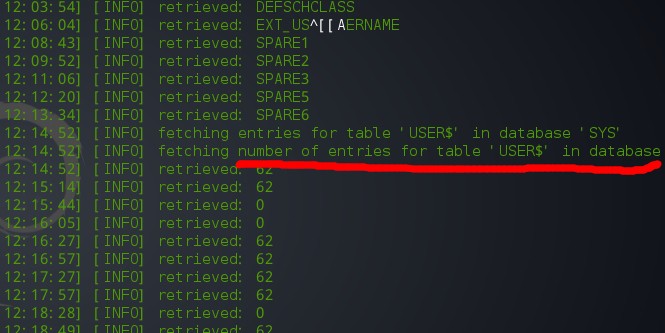 12:03:54] [INFO] retrieved: DEFSCHCLASS
12:06:04] [INFO] retrieved: EXT_US^[[AERNAME
12:08:43] [INFO] retrieved: SPARE1
12:09:52] [INFO] retrieved: SPARE2
12:11:06] [INFO] retrieved: SPARE3
12:12:20] [INFO] retrieved: SPARE5
12:13:34] [INFO] retrieved: SPARE6
12:14:52] [INFO] fetching entries for table 'USER$' in database 'SYS'
12:14:52] [INFO] fetching number of entries for table 'USER$' in database
12:14:52] [INFO] retrieved: 62
12:15:14] [INFO] retrieved: 62
12:15:44] [INFO] retrieved: 0
12:16:05] [INFO] retrieved: 0
12:16:27] [INFO] retrieved: 62
12:16:57] [INFO] retrieved: 62
12:17:27] [INFO] retrieved: 62
12:17:57] [INFO] retrieved: 62
12:18:28] [INFO] retrieved: 0
12:18:49] [INFO] retrieved: 62